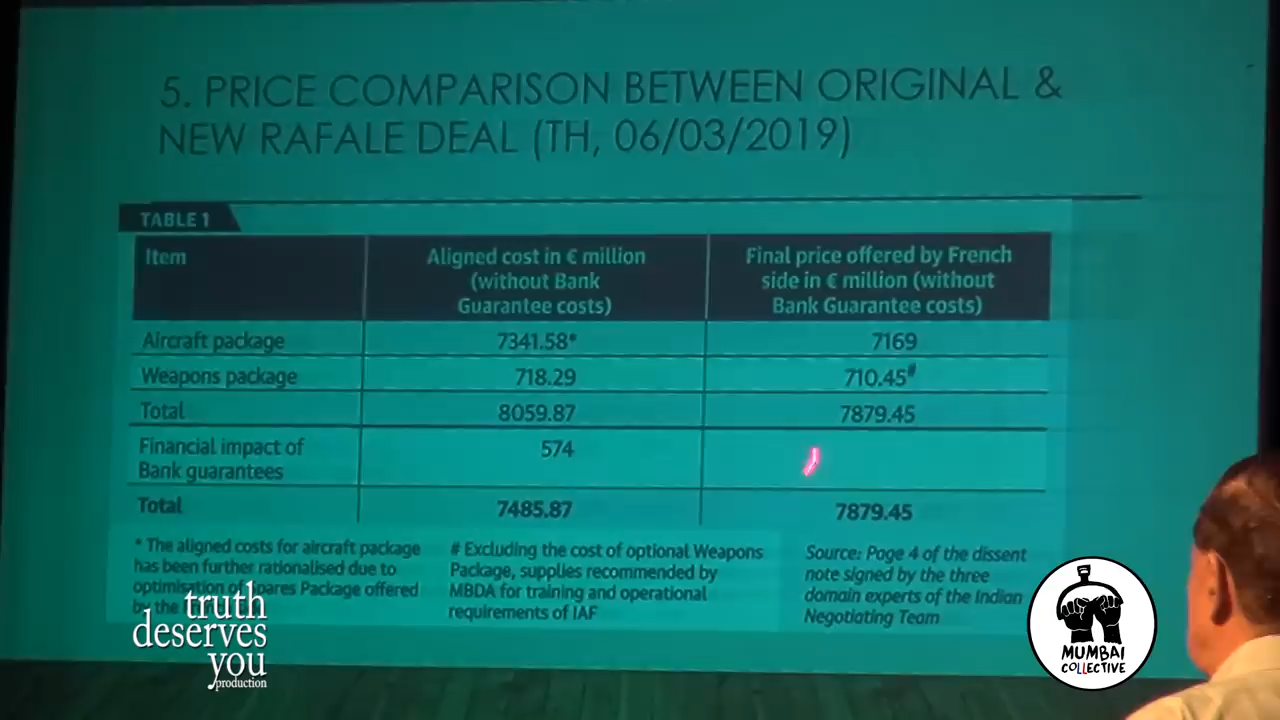 5. PRICE COMPARISON BETWEEN ORIGINAL &
NEW RAFALE DEAL (TH, 06/03/2019)
TABLE 1
Item
Aligned cost in € million
(without Bank
Guarantee costs)
Final price offered by French
side in € million (without
Bank Guarantee costs)
Aircraft package 7341.58* 7169
Weapons package 718.29 710.45#
Total 8059.87 7879.45
Financial impact of
Bank guarantees
574
Total 7485.87 7879.45
* The aligned costs for aircraft package
has been further rationalised due to
optimisation of Spares Package offered
by the
# Excluding the cost of optional Weapons
Package, supplies recommended by
MBDA for training and operational
requirements of IAF
Source: Page 4 of the dissent
note signed by the three
domain experts of the Indian
Negotiating Team
truth
deserves
you
production
MUMBAI
COLLECTIVE